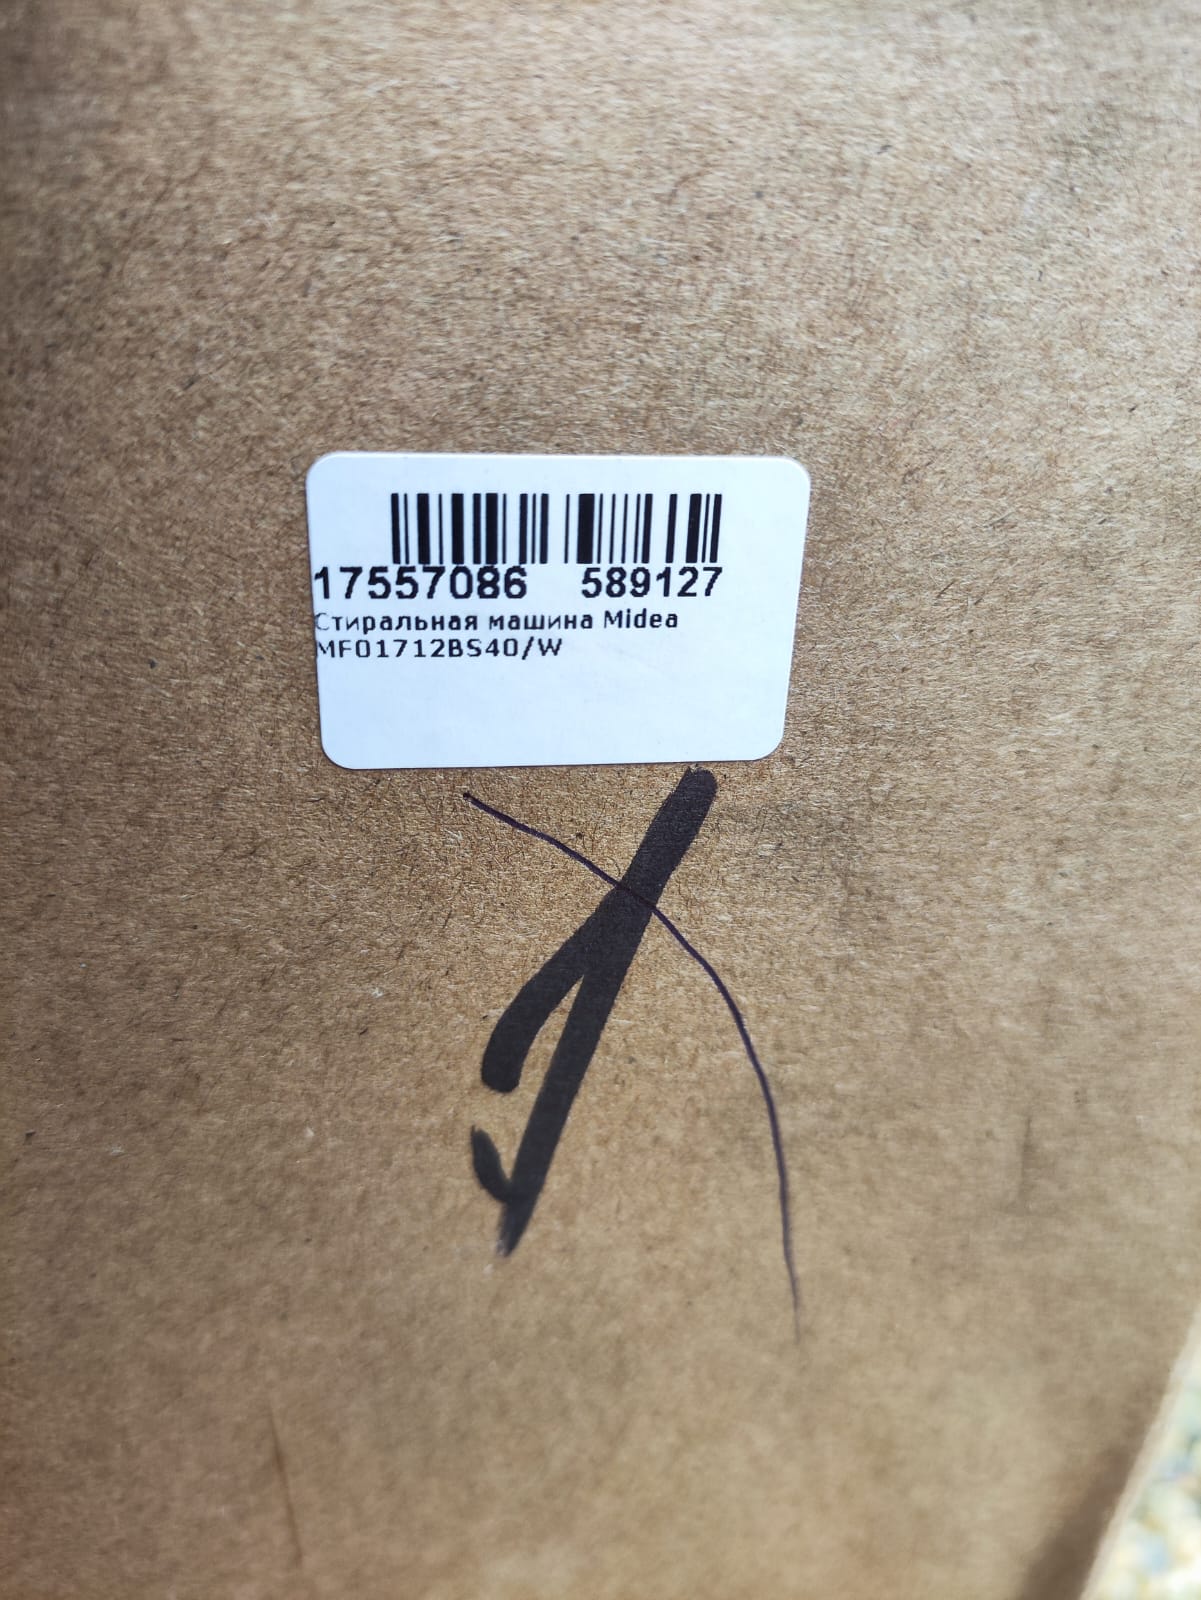 17557086 589127
Стиральная машина Midea
MF01712BS40/W
1